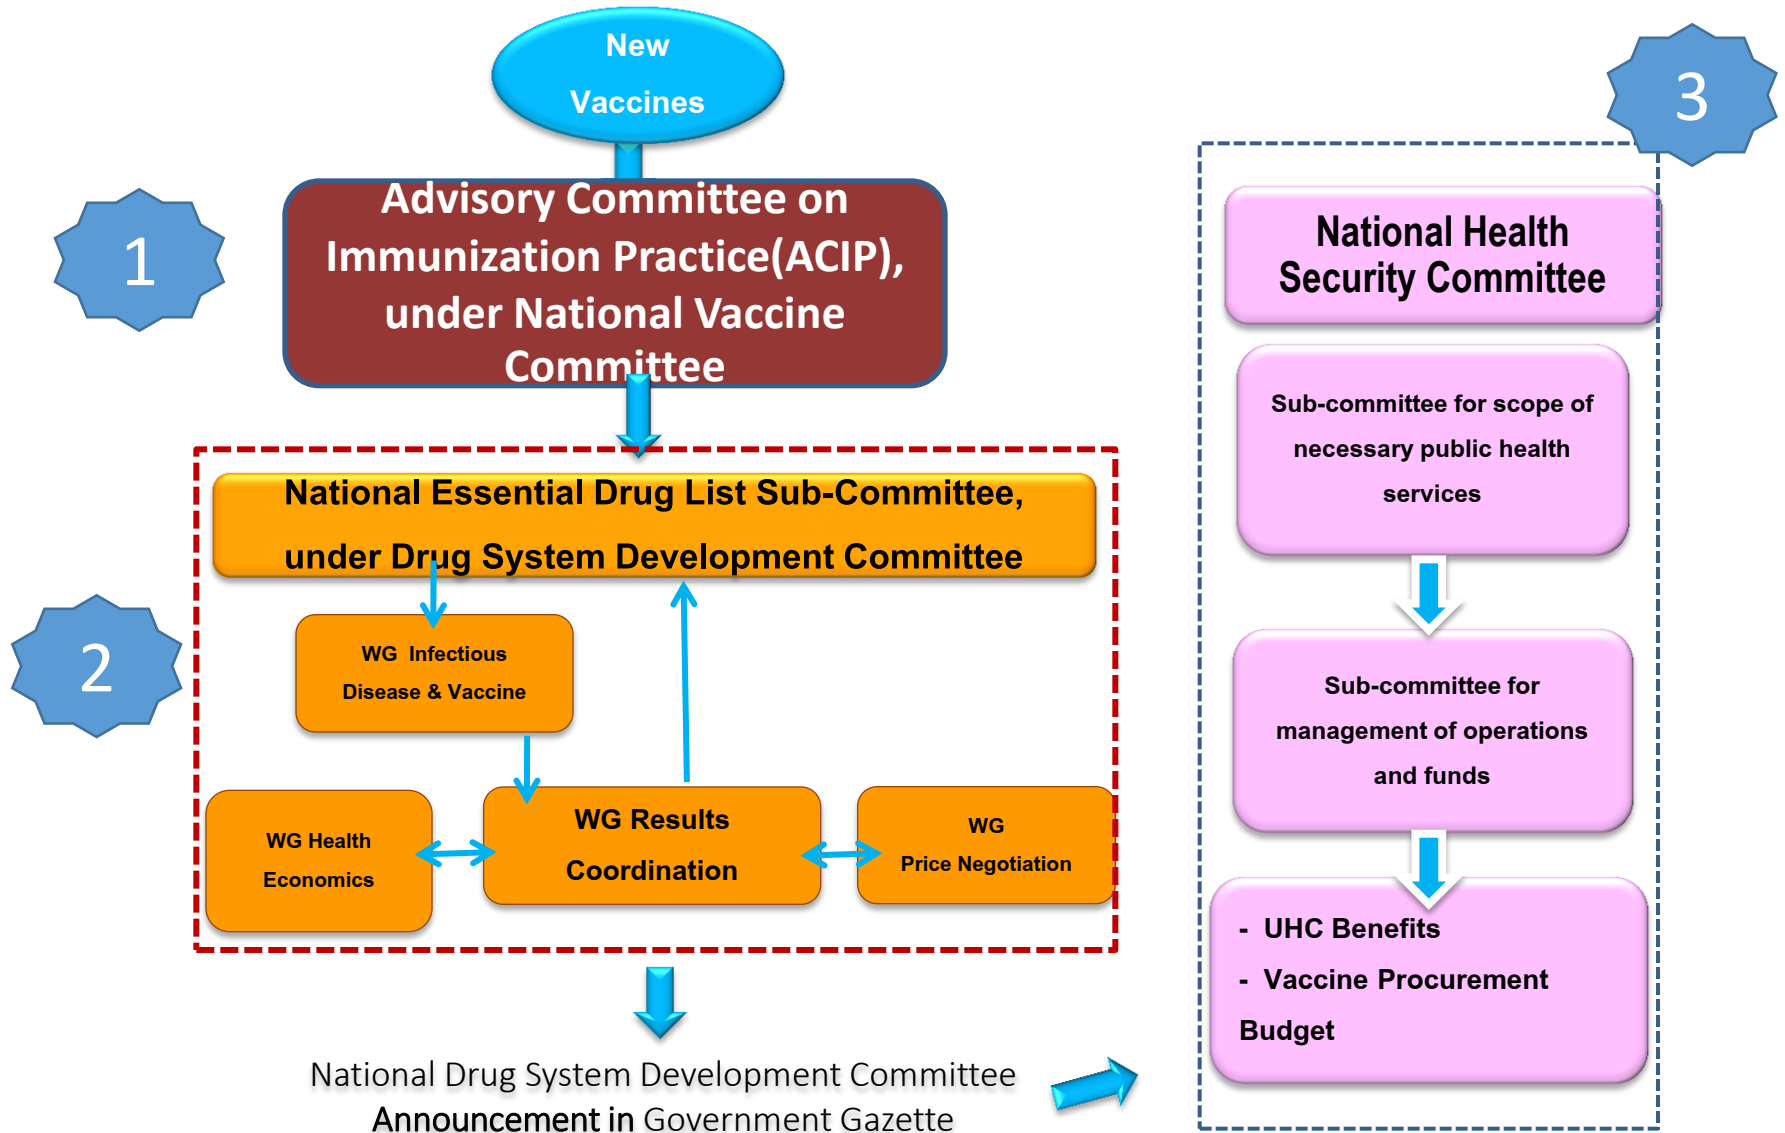 New
Vaccines
1
Advisory Committee on
Immunization Practice(ACIP),
under National Vaccine
Committee
2
National Essential Drug List Sub-Committee,
under Drug System Development Committee
WG Infectious
Disease & Vaccine
WG Health
Economics
WG Results
Coordination
WG
Price Negotiation
National Drug System Development Committee
Announcement in Government Gazette
3
National Health
Security Committee
Sub-committee for scope of
necessary public health
services
Sub-committee for
management of operations
and funds
- UHC Benefits
- Vaccine Procurement
Budget